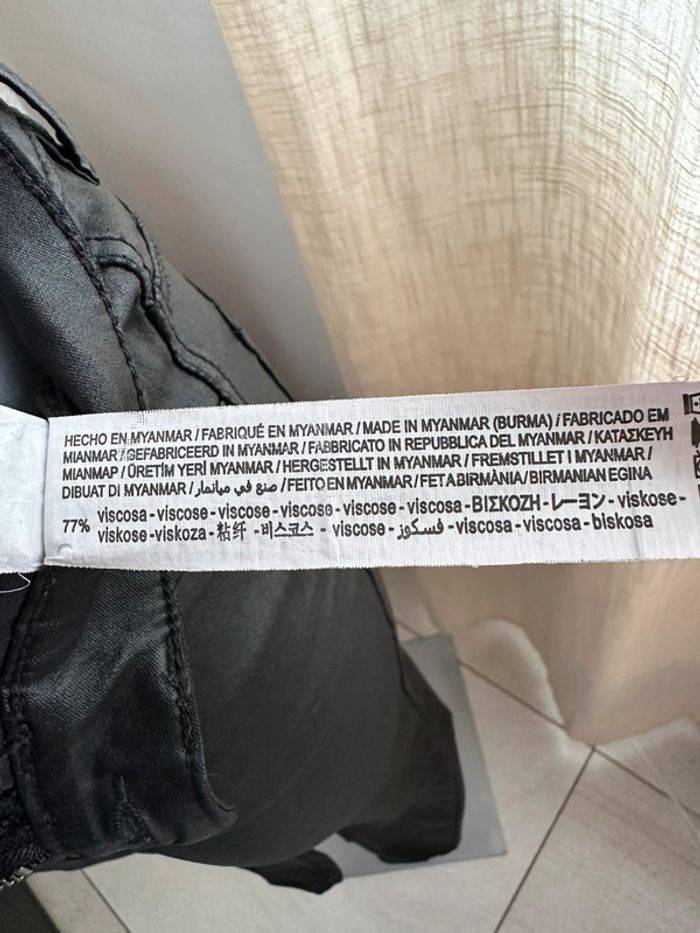 HECHO EN MYANMAR / FABRIQUÉ EN MYANMAR / MADE IN MYANMAR (BURMA) / FABRICADO EM
MIANMAR / GEFABRICEERD IN MYANMAR / FABBRICATO IN REPUBBLICA DEL MYANMAR / ΚΑΤΑΣΚΕΥΗ
ΜΙΑΝΜΑΡ / ÜRETİM YERİ MYANMAR / HERGESTELLT IN MYANMAR / FREMSTILLET I MYANMAR /
DIBUAT DI MYANMAR / صنع في ميانمار / FEITO EN MYANMAR / FET A BIRMÀNIA / BIRMANIAN EGINA
77% viscosa - viscose - viscose - viscose - viscose - viscosa - ΒΙΣΚΟΖΗ - レーヨン - viskose -
viskose - viskoza - 粘纤 - 비스코스 - viscose - فسكوز - viscosa - viscosa - biskosa